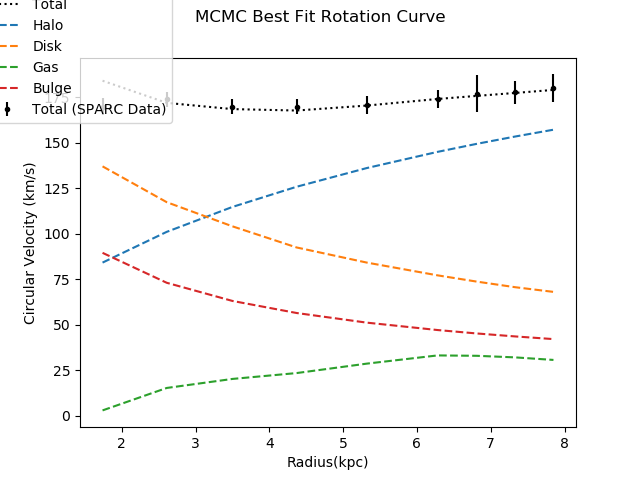 Total
MCMC Best Fit Rotation Curve
Halo
Disk
Gas
Bulge
Total (SPARC Data)
175
150
125
100
75
50
25
0
Circular Velocity (km/s)
2 3 4 5 6 7 8
Radius(kpc)